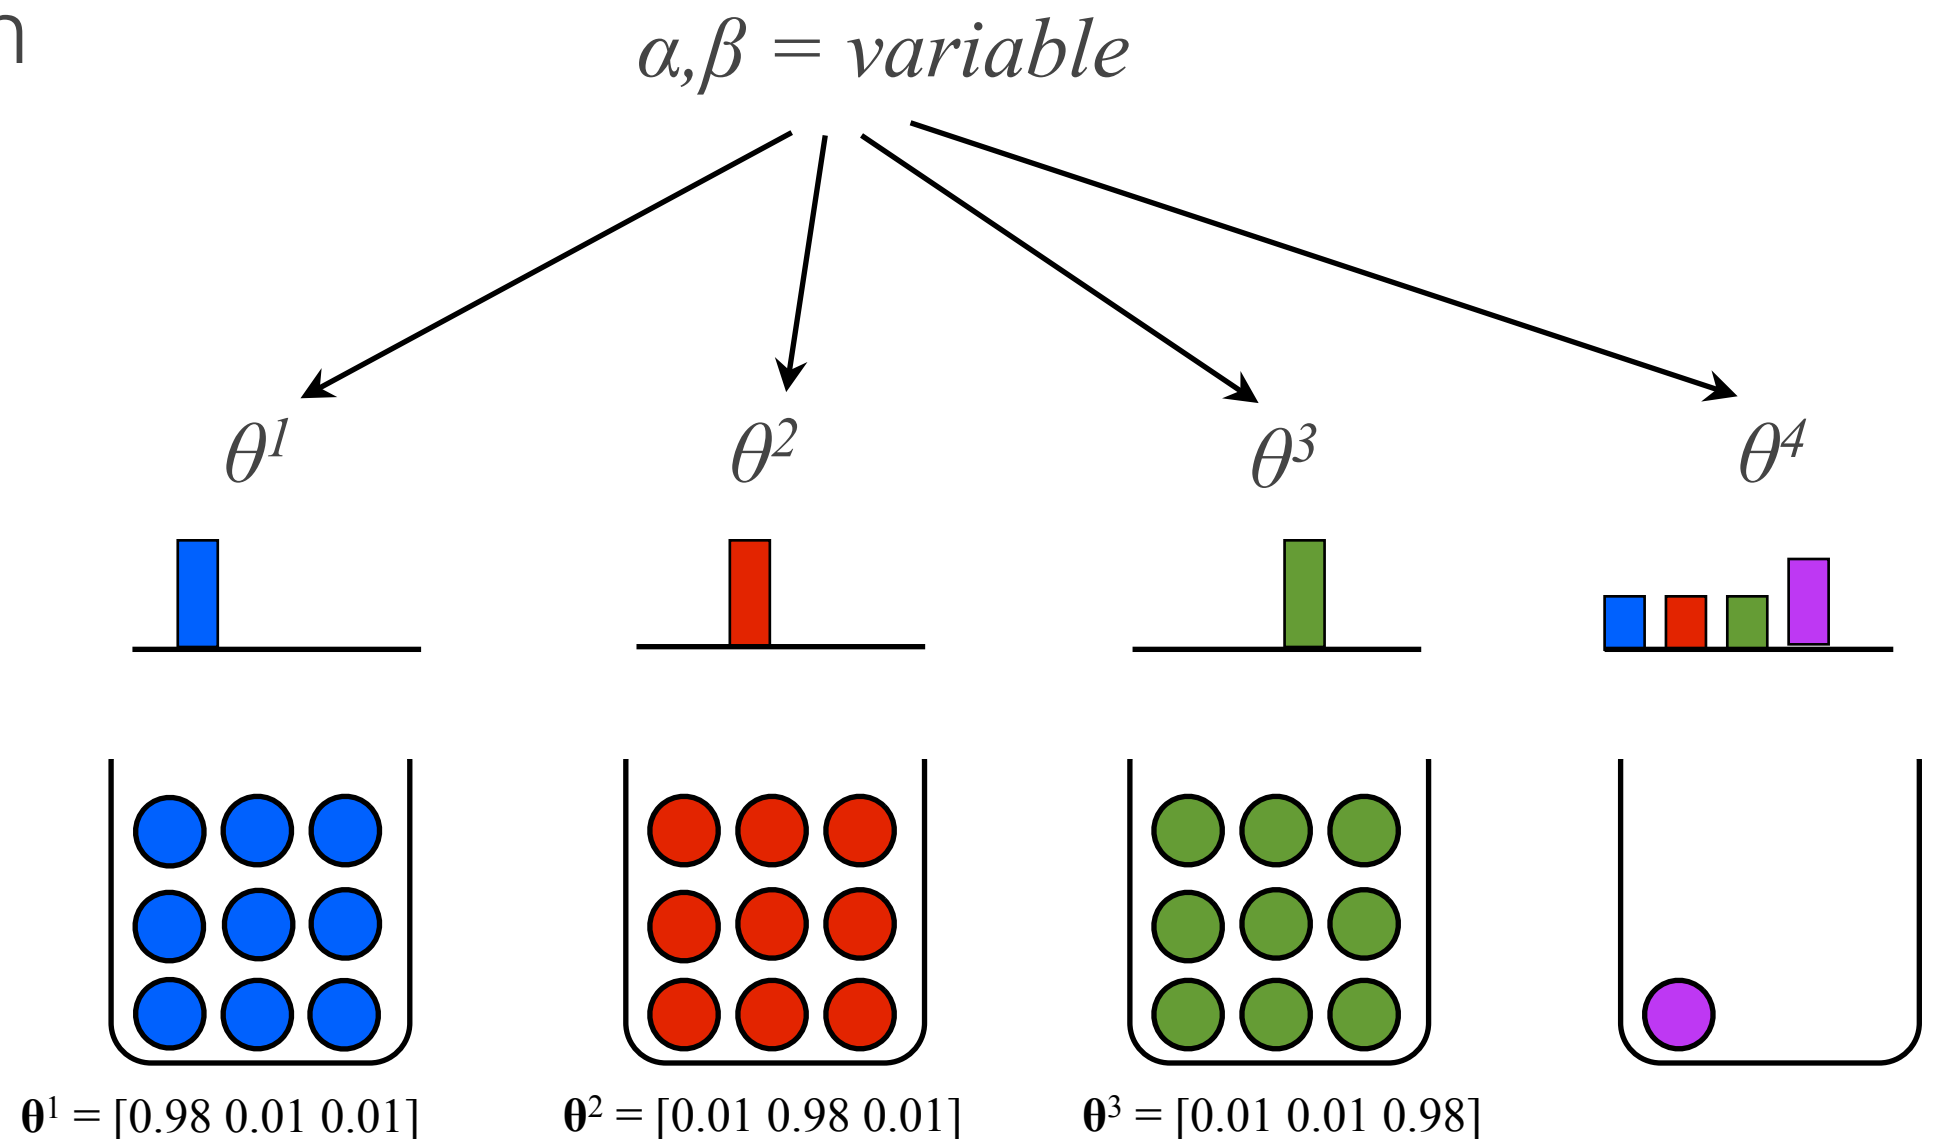 n
α,β = variable
θ¹ θ² θ³ θ⁴
θ¹ = [0.98 0.01 0.01] θ² = [0.01 0.98 0.01] θ³ = [0.01 0.01 0.98]